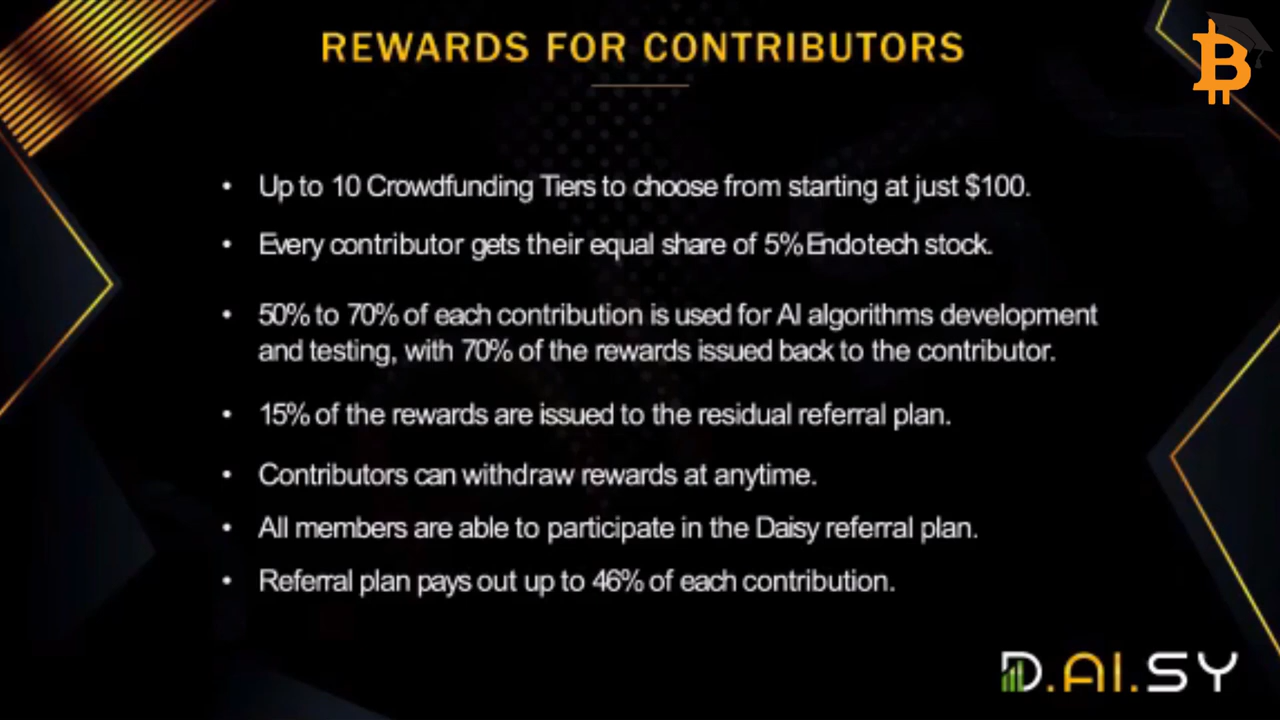 REWARDS FOR CONTRIBUTORS
• Up to 10 Crowdfunding Tiers to choose from starting at just $100.
• Every contributor gets their equal share of 5% Endotech stock.
• 50% to 70% of each contribution is used for AI algorithms development
and testing, with 70% of the rewards issued back to the contributor.
• 15% of the rewards are issued to the residual referral plan.
• Contributors can withdraw rewards at anytime.
• All members are able to participate in the Daisy referral plan.
• Referral plan pays out up to 46% of each contribution.
D.AI.SY